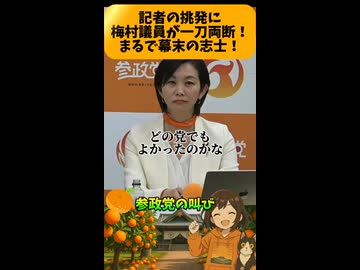 記者の挑発に
梅村議員が一刀両断！
まるで幕末の志士！
参政党
どの党でも
よかったのかな
参政党の叫び